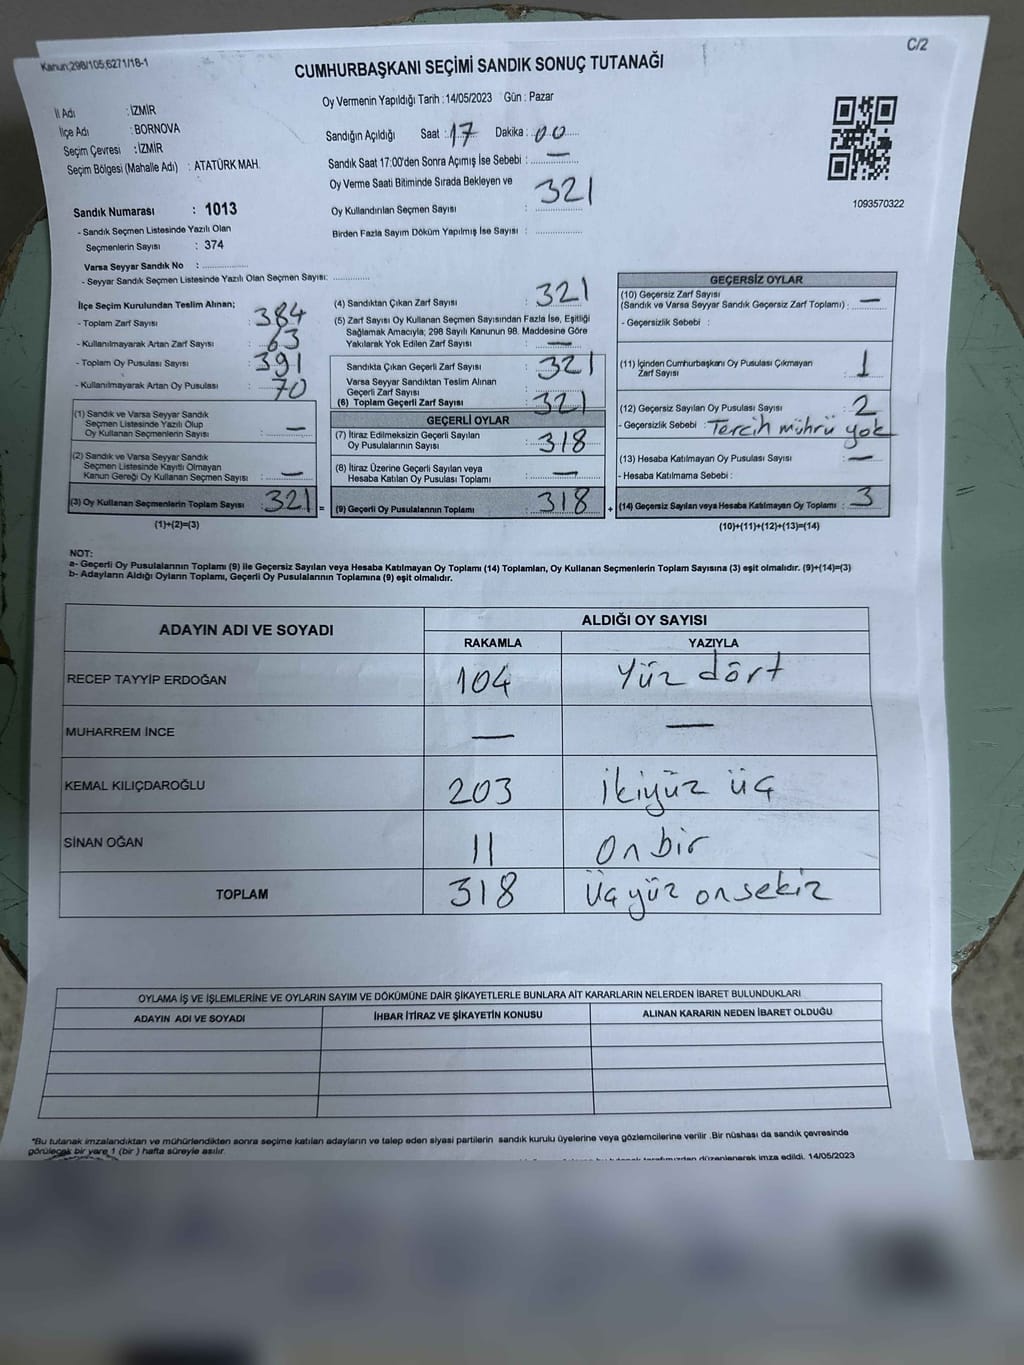 C/2
Kanun;298/105,6271/18-1
CUMHURBAŞKANI SEÇİMİ SANDIK SONUÇ TUTANAĞI
İl Adı : İZMİR
İlçe Adı : BORNOVA
Seçim Çevresi : İZMİR
Seçim Bölgesi (Mahalle Adı) : ATATÜRK MAH.
Sandık Numarası : 1013
- Sandık Seçmen Listesinde Yazılı Olan
Seçmenlerin Sayısı : 374
Varsa Seyyar Sandık No :
- Seyyar Sandık Seçmen Listesinde Yazılı Olan Seçmen Sayısı:
Oy Vermenin Yapıldığı Tarih : 14/05/2023 Gün : Pazar
Sandığın Açıldığı Saat : 17 Dakika : 00
Sandık Saat 17:00'den Sonra Açımış İse Sebebi : —
Oy Verme Saati Bitiminde Sırada Bekleyen ve
Oy Kullandırılan Seçmen Sayısı : 321
Birden Fazla Sayım Döküm Yapılmış İse Sayısı :
1093570322
İlçe Seçim Kurulundan Teslim Alınan;
- Toplam Zarf Sayısı : 384
- Kullanılmayarak Artan Zarf Sayısı : 63
- Toplam Oy Pusulası Sayısı : 391
- Kullanılmayarak Artan Oy Pusulası : 70
(1) Sandık ve Varsa Seyyar Sandık
Seçmen Listesinde Yazılı Olup
Oy Kullanan Seçmenlerin Sayısı : —
(2) Sandık ve Varsa Seyyar Sandık
Seçmen Listesinde Kayıtlı Olmayan
Kanun Gereği Oy Kullanan Seçmen Sayısı : —
(3) Oy Kullanan Seçmenlerin Toplam Sayısı : 321 =
(1)+(2)=(3)
(4) Sandıktan Çıkan Zarf Sayısı : 321
(5) Zarf Sayısı Oy Kullanan Seçmen Sayısından Fazla İse, Eşitliği
Sağlamak Amacıyla; 298 Sayılı Kanunun 98. Maddesine Göre
Yakılarak Yok Edilen Zarf Sayısı : —
Sandıkta Çıkan Geçerli Zarf Sayısı : 321
Varsa Seyyar Sandıktan Teslim Alınan
Geçerli Zarf Sayısı :
(6) Toplam Geçerli Zarf Sayısı : 321
GEÇERLİ OYLAR
(7) İtiraz Edilmeksizin Geçerli Sayılan
Oy Pusulalarının Sayısı : 318
(8) İtiraz Üzerine Geçerli Sayılan veya
Hesaba Katılan Oy Pusulası Toplamı : —
(9) Geçerli Oy Pusulalarının Toplamı : 318 +
GEÇERSİZ OYLAR
(10) Geçersiz Zarf Sayısı
(Sandık ve Varsa Seyyar Sandık Geçersiz Zarf Toplamı) : —
- Geçersizlik Sebebi :
(11) İçinden Cumhurbaşkanı Oy Pusulası Çıkmayan
Zarf Sayısı : 1
(12) Geçersiz Sayılan Oy Pusulası Sayısı : 2
- Geçersizlik Sebebi : Tercih mührü yok
(13) Hesaba Katılmayan Oy Pusulası Sayısı : —
- Hesaba Katılmama Sebebi :
(14) Geçersiz Sayılan veya Hesaba Katılmayan Oy Toplamı : 3
(10)+(11)+(12)+(13)=(14)
NOT:
a- Geçerli Oy Pusulalarının Toplamı (9) ile Geçersiz Sayılan veya Hesaba Katılmayan Oy Toplamı (14) Toplamları, Oy Kullanan Seçmenlerin Toplam Sayısına (3) eşit olmalıdır. (9)+(14)=(3)
b- Adayların Aldığı Oyların Toplamı, Geçerli Oy Pusulalarının Toplamına (9) eşit olmalıdır.
ADAYIN ADI VE SOYADI
ALDIĞI OY SAYISI
RAKAMLA YAZIYLA
RECEP TAYYİP ERDOĞAN 104 Yüz dört
MUHARREM İNCE — —
KEMAL KILIÇDAROĞLU 203 ikiyüz üç
SİNAN OĞAN 11 On bir
TOPLAM 318 Üçyüz onsekiz
OYLAMA İŞ VE İŞLEMLERİNE VE OYLARIN SAYIM VE DÖKÜMÜNE DAİR ŞİKAYETLERLE BUNLARA AİT KARARLARIN NELERDEN İBARET BULUNDUKLARI
ADAYIN ADI VE SOYADI İHBAR İTİRAZ VE ŞİKAYETİN KONUSU ALINAN KARARIN NEDEN İBARET OLDUĞU
*Bu tutanak imzalandıktan ve mühürlendikten sonra seçime katılan adayların ve talep eden siyasi partilerin sandık kurulu üyelerine veya gözlemcilerine verilir .Bir nüshası da sandık çevresinde
görülecek bir yere 1 (bir ) hafta süreyle asılır.
düzenlenerek imza edildi. 14/05/2023